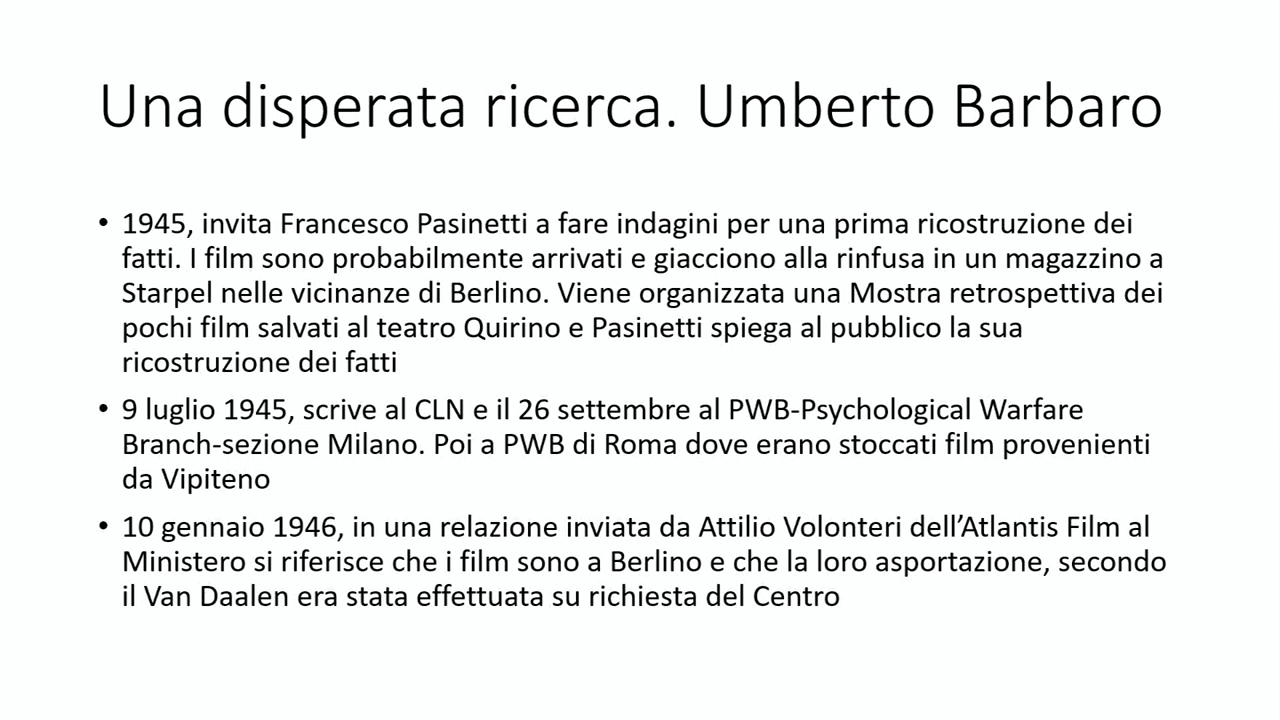 Una disperata ricerca. Umberto Barbaro
• 1945, invita Francesco Pasinetti a fare indagini per una prima ricostruzione dei
fatti. I film sono probabilmente arrivati e giacciono alla rinfusa in un magazzino a
Starpel nelle vicinanze di Berlino. Viene organizzata una Mostra retrospettiva dei
pochi film salvati al teatro Quirino e Pasinetti spiega al pubblico la sua
ricostruzione dei fatti
• 9 luglio 1945, scrive al CLN e il 26 settembre al PWB-Psychological Warfare
Branch-sezione Milano. Poi a PWB di Roma dove erano stoccati film provenienti
da Vipiteno
• 10 gennaio 1946, in una relazione inviata da Attilio Volonteri dell’Atlantis Film al
Ministero si riferisce che i film sono a Berlino e che la loro asportazione, secondo
il Van Daalen era stata effettuata su richiesta del Centro